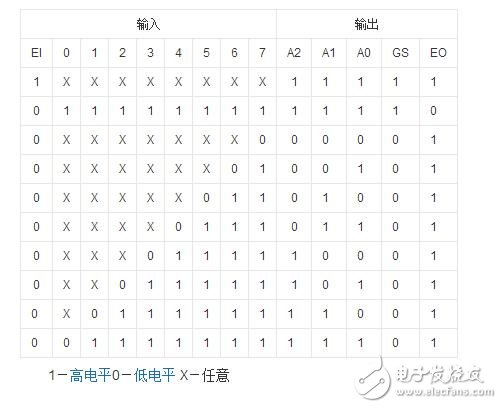 输入 输出
EI 0 1 2 3 4 5 6 7 A2 A1 A0 GS EO
1 X X X X X X X X 1 1 1 1 1
0 1 1 1 1 1 1 1 1 1 1 1 1 0
0 X X X X X X X 0 0 0 0 0 1
0 X X X X X X 0 1 0 0 1 0 1
0 X X X X X 0 1 1 0 1 0 0 1
0 X X X X 0 1 1 1 0 1 1 0 1
0 X X X 0 1 1 1 1 1 0 0 0 1
0 X X 0 1 1 1 1 1 1 0 1 0 1
0 X 0 1 1 1 1 1 1 1 1 0 0 1
0 0 1 1 1 1 1 1 1 1 1 1 0 1
1－高电平0－低电平 X－任意
电子发烧友
www.elecfans.com